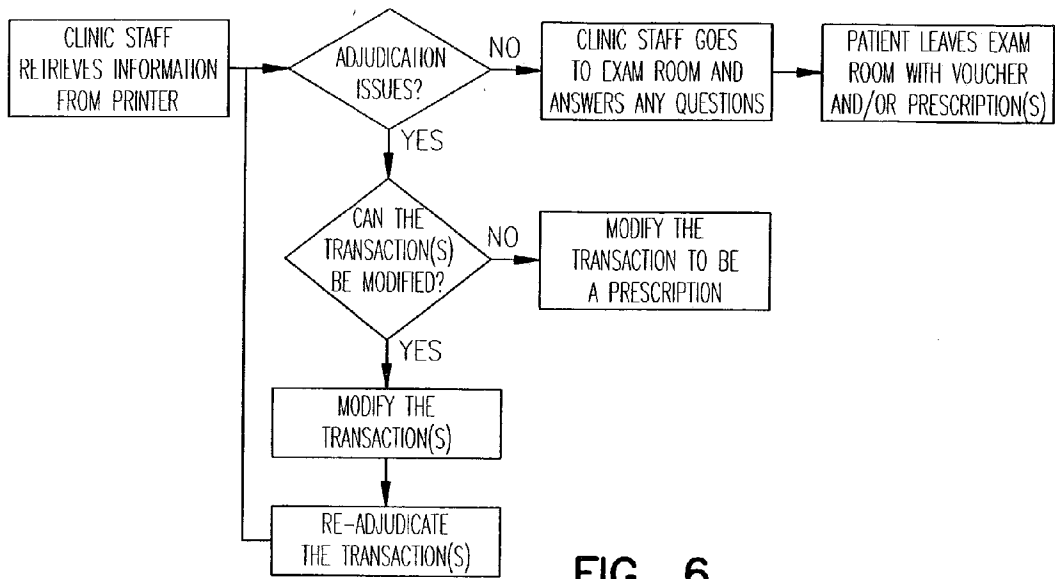 CLINIC STAFF
RETRIEVES INFORMATION
FROM PRINTER
ADJUDICATION
ISSUES?
NO
CLINIC STAFF GOES
TO EXAM ROOM AND
ANSWERS ANY QUESTIONS
PATIENT LEAVES EXAM
ROOM WITH VOUCHER
AND/OR PRESCRIPTION(S)
YES
CAN THE
TRANSACTION(S)
BE MODIFIED?
NO
MODIFY THE
TRANSACTION TO BE
A PRESCRIPTION
YES
MODIFY THE
TRANSACTION(S)
RE-ADJUDICATE
THE TRANSACTION(S)
FIG. 6